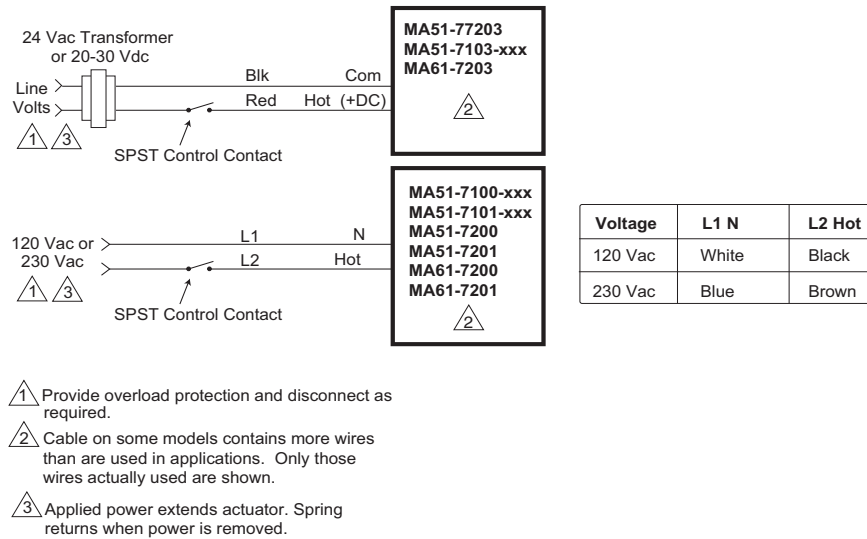 24 Vac Transformer
or 20-30 Vdc
Line
Volts
1 3
Blk Com
Red Hot (+DC)
SPST Control Contact
MA51-77203
MA51-7103-xxx
MA61-7203
2
120 Vac or
230 Vac
1 3
L1 N
L2 Hot
SPST Control Contact
MA51-7100-xxx
MA51-7101-xxx
MA51-7200
MA51-7201
MA61-7200
MA61-7201
2
Voltage L1 N L2 Hot
120 Vac White Black
230 Vac Blue Brown
1 Provide overload protection and disconnect as
required.
2 Cable on some models contains more wires
than are used in applications. Only those
wires actually used are shown.
3 Applied power extends actuator. Spring
returns when power is removed.